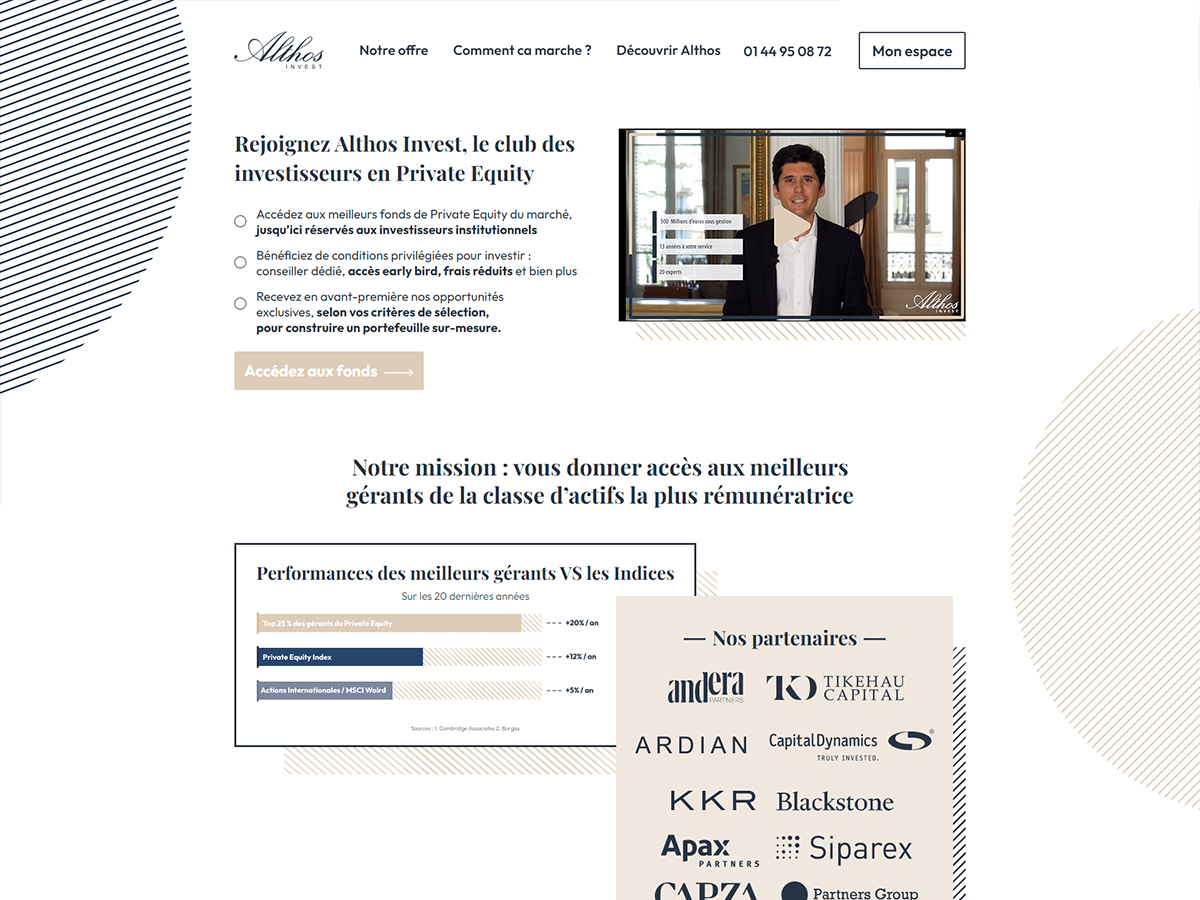 Althos
INVEST
Notre offre
Comment ca marche ?
Découvrir Althos
01 44 95 08 72
Mon espace
Rejoignez Althos Invest, le club des
investisseurs en Private Equity
Accédez aux meilleurs fonds de Private Equity du marché,
jusqu'ici réservés aux investisseurs institutionnels
Bénéficiez de conditions privilégiées pour investir :
conseiller dédié, accès early bird, frais réduits et bien plus
Recevez en avant-première nos opportunités
exclusives, selon vos critères de sélection,
pour construire un portefeuille sur-mesure.
Accédez aux fonds
500 Millions d'euros sous gestion
13 années à votre service
20 experts
Althos
INVEST
Notre mission : vous donner accès aux meilleurs
gérants de la classe d'actifs la plus rémunératrice
Performances des meilleurs gérants VS les Indices
Sur les 20 dernières années
Top 25 % des gérants du Private Equity
+20% / an
Private Equity Index
+12% / an
Actions Internationales / MSCI Wolrd
+5% / an
Sources : 1. Cambridge Associates 2. Burgiss
Nos partenaires
andera
PARTNERS
TKO TIKEHAU
CAPITAL
ARDIAN
CapitalDynamics
TRULY INVESTED.
KKR
Blackstone
Apax
PARTNERS
Siparex
CAPZA
Partners Group